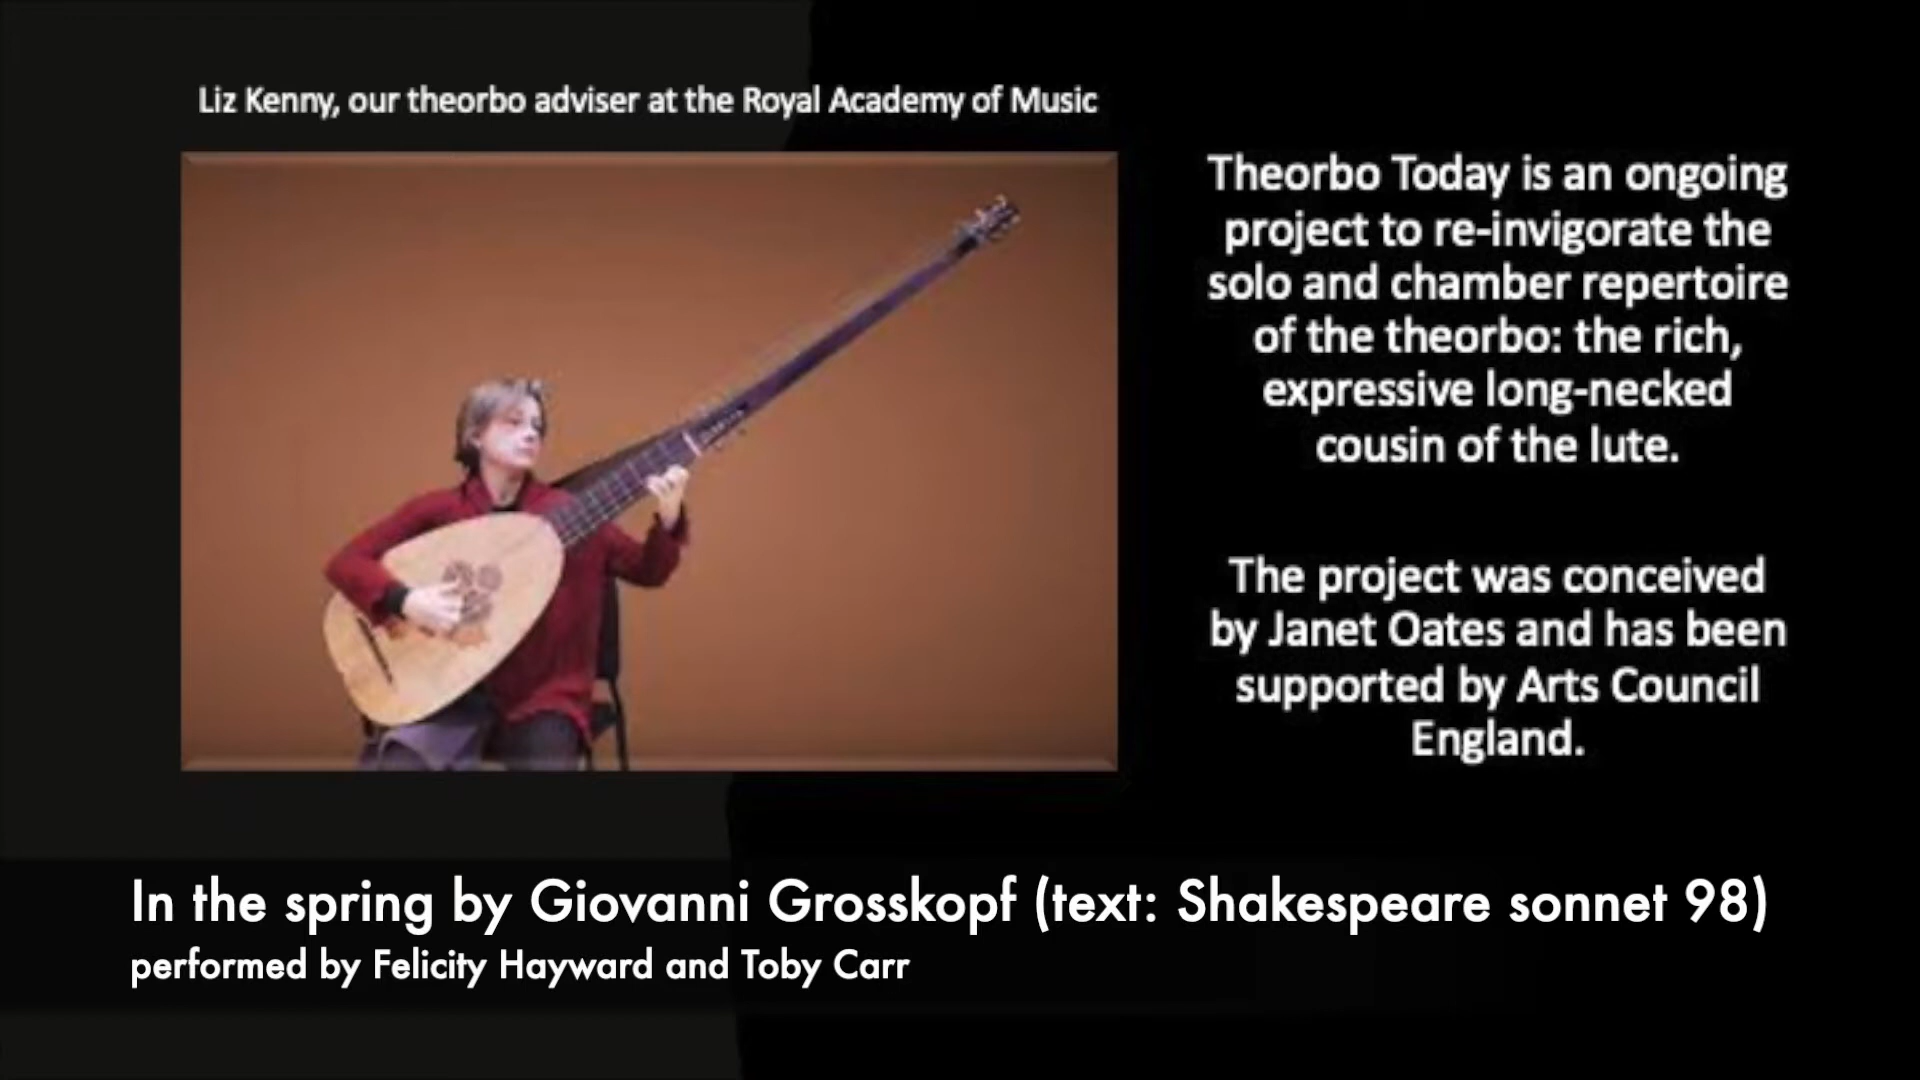 Liz Kenny, our theorbo adviser at the Royal Academy of Music
Theorbo Today is an ongoing
project to re-invigorate the
solo and chamber repertoire
of the theorbo: the rich,
expressive long-necked
cousin of the lute.
The project was conceived
by Janet Oates and has been
supported by Arts Council
England.
In the spring by Giovanni Grosskopf (text: Shakespeare sonnet 98)
performed by Felicity Hayward and Toby Carr